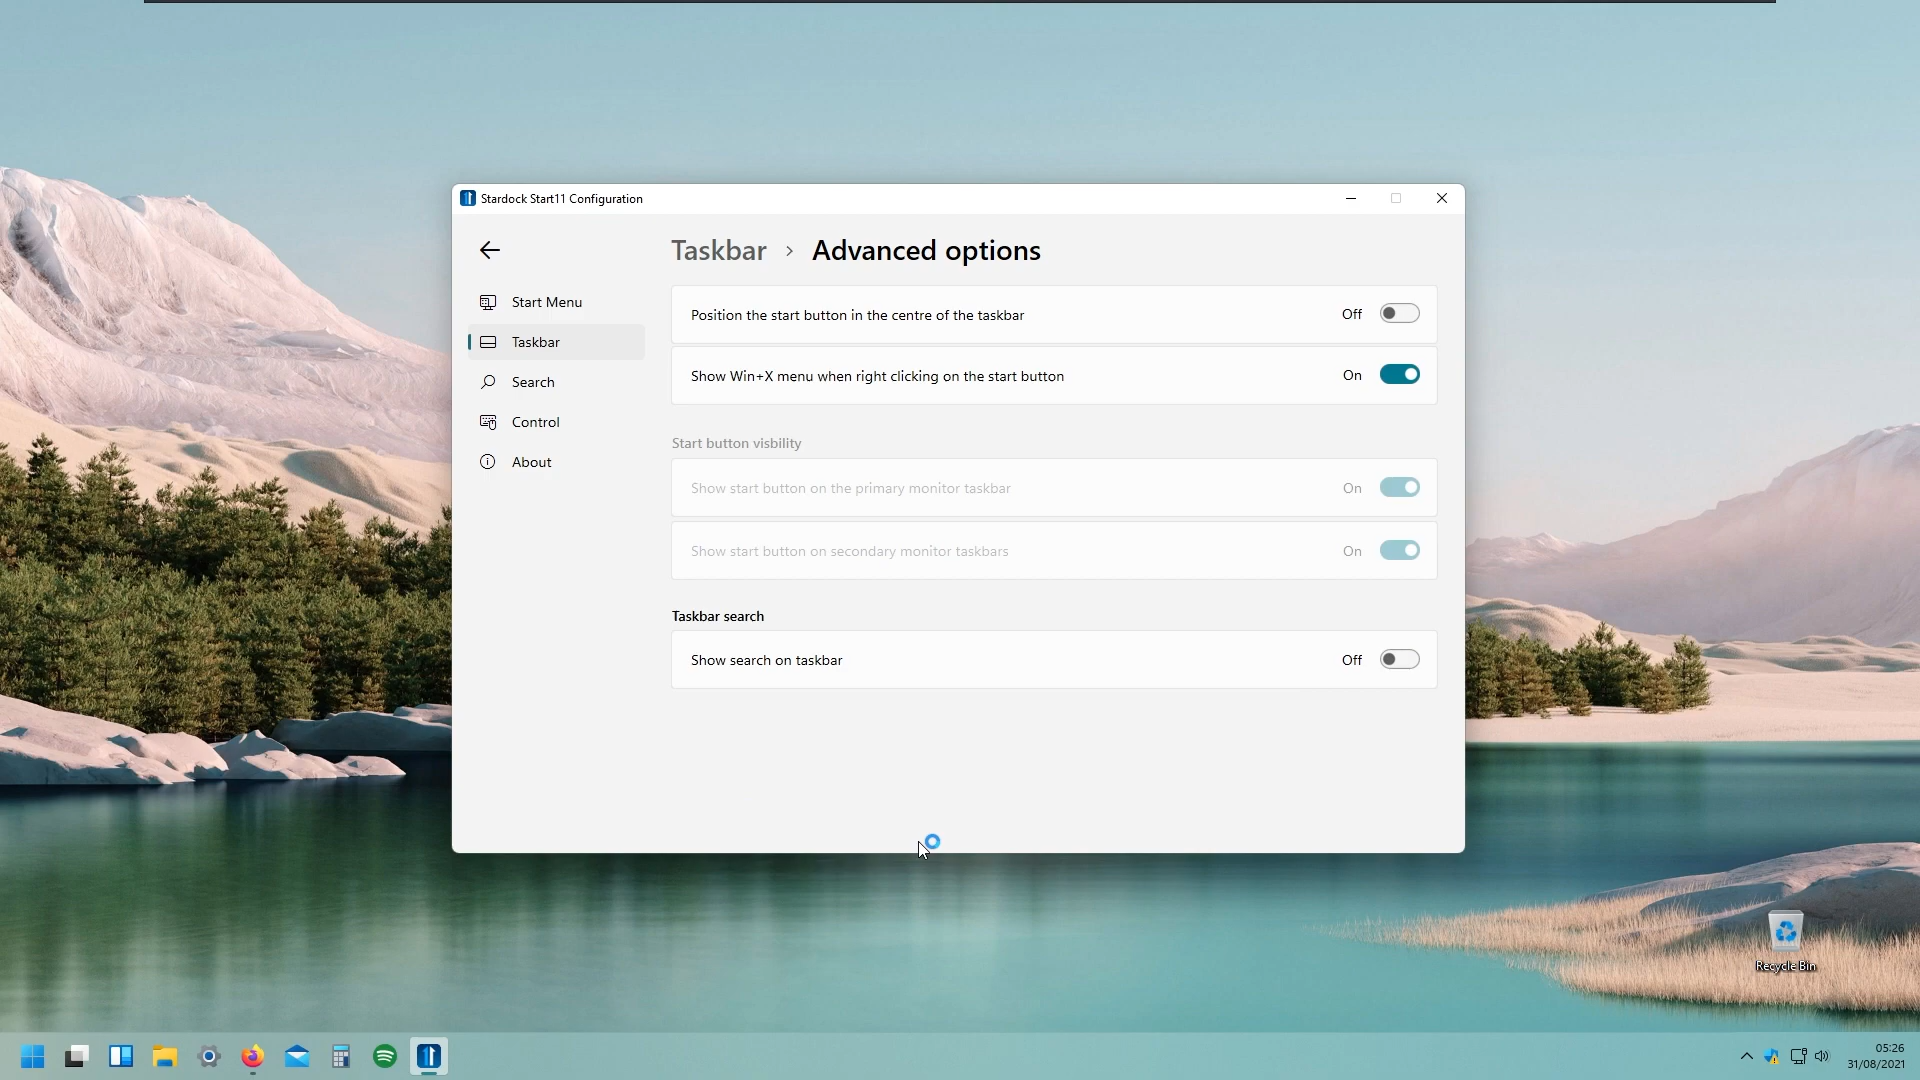 Stardock Start11 Configuration
Taskbar › Advanced options
Start Menu
Taskbar
Search
Control
About
Position the start button in the centre of the taskbar Off
Show Win+X menu when right clicking on the start button On
Start button visbility
Show start button on the primary monitor taskbar On
Show start button on secondary monitor taskbars On
Taskbar search
Show search on taskbar Off
Recycle Bin
05:26
31/08/2021